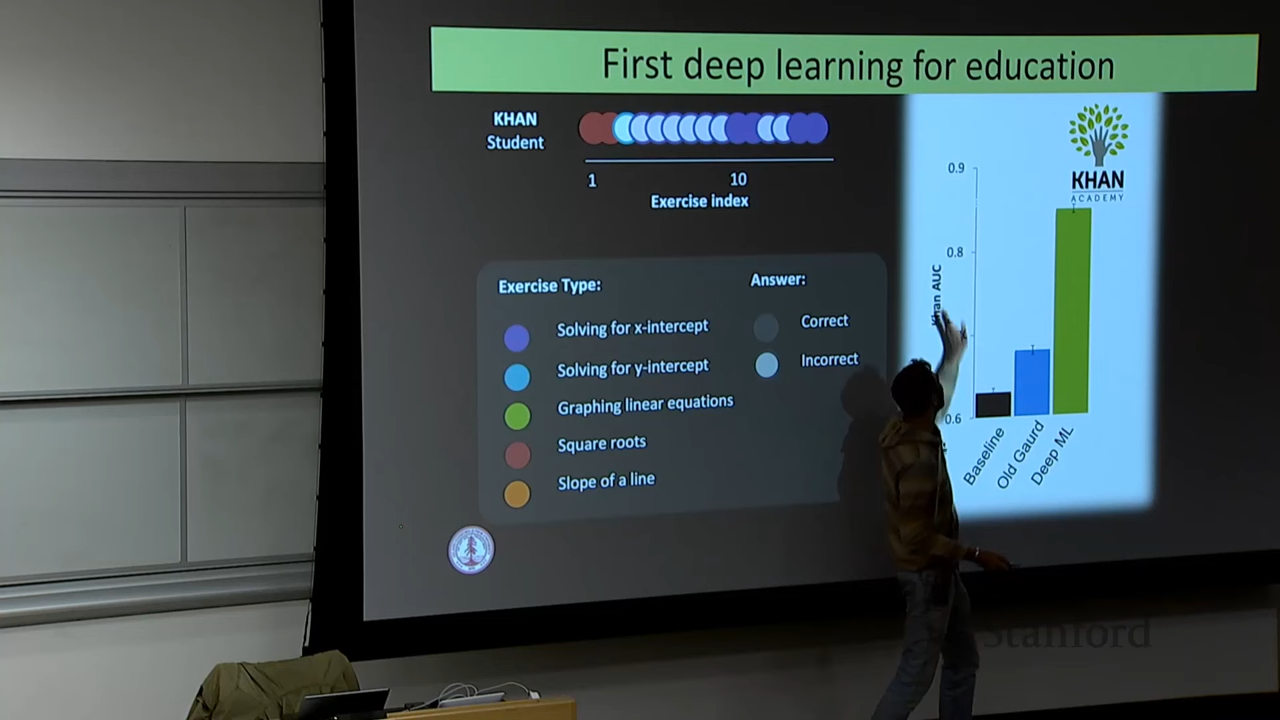 First deep learning for education
KHAN
Student
1
10
Exercise index
Exercise Type:
Answer:
Solving for x-intercept
Correct
Solving for y-intercept
Incorrect
Graphing linear equations
Square roots
Slope of a line
KHAN
ACADEMY
0.9
0.8
Khan AUC
0.6
Baseline
Old Gaurd
Deep ML
Stanford